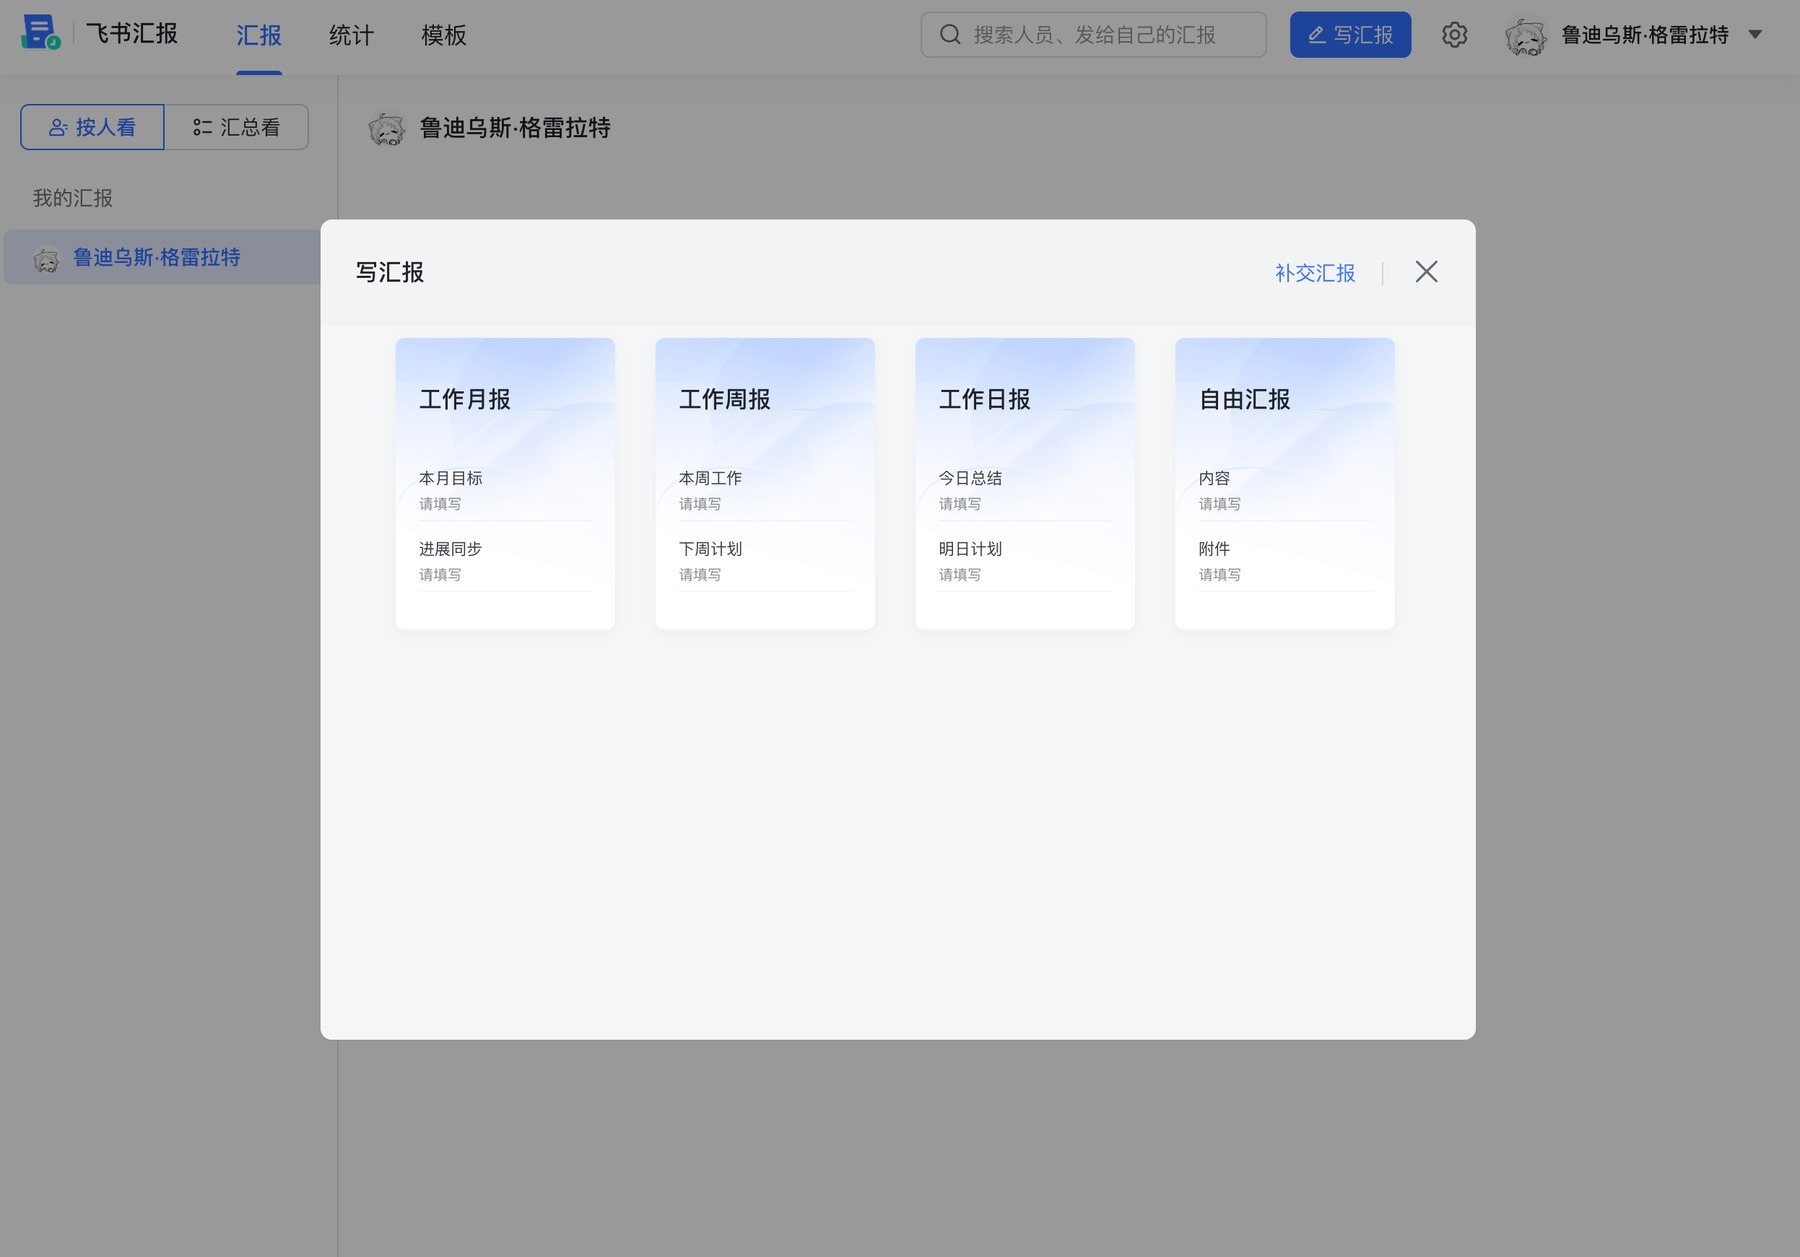 飞书汇报
汇报
统计
模板
搜索人员、发给自己的汇报
写汇报
鲁迪乌斯·格雷拉特
按人看
汇总看
我的汇报
鲁迪乌斯·格雷拉特
鲁迪乌斯·格雷拉特
写汇报
补交汇报
工作月报
本月目标
请填写
进展同步
请填写
工作周报
本周工作
请填写
下周计划
请填写
工作日报
今日总结
请填写
明日计划
请填写
自由汇报
内容
请填写
附件
请填写